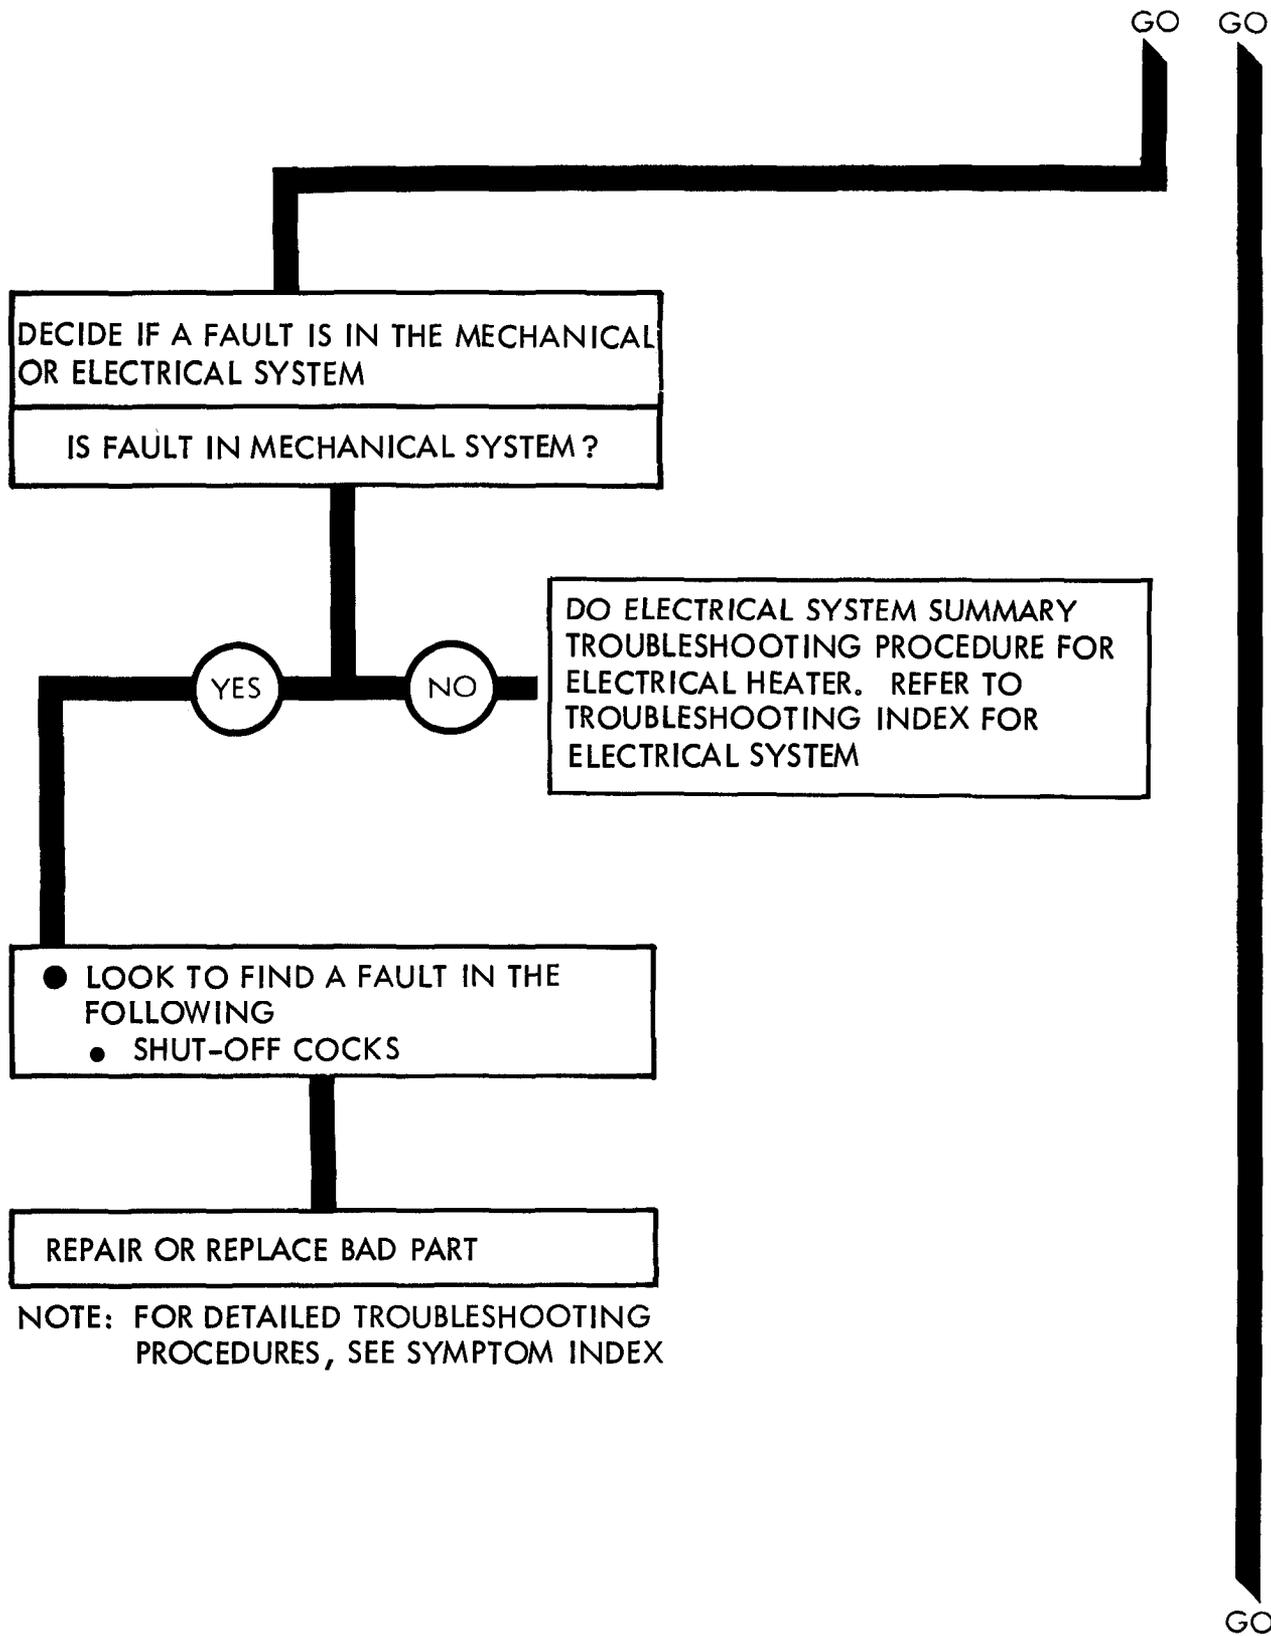 GO GO
DECIDE IF A FAULT IS IN THE MECHANICAL
OR ELECTRICAL SYSTEM
IS FAULT IN MECHANICAL SYSTEM?
DO ELECTRICAL SYSTEM SUMMARY
TROUBLESHOOTING PROCEDURE FOR
ELECTRICAL HEATER. REFER TO
TROUBLESHOOTING INDEX FOR
ELECTRICAL SYSTEM
YES NO
● LOOK TO FIND A FAULT IN THE
FOLLOWING
● SHUT-OFF COCKS
REPAIR OR REPLACE BAD PART
NOTE: FOR DETAILED TROUBLESHOOTING
PROCEDURES, SEE SYMPTOM INDEX
GO